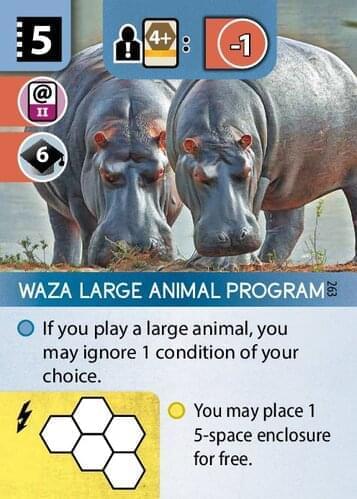 5
4+
:
-1
@
II
6
WAZA LARGE ANIMAL PROGRAM
263
If you play a large animal, you
may ignore 1 condition of your
choice.
You may place 1
5-space enclosure
for free.